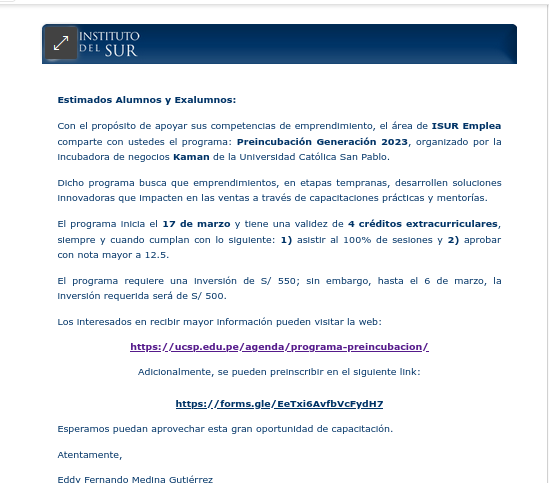 INSTITUTO
DEL SUR
Estimados Alumnos y Exalumnos:
Con el propósito de apoyar sus competencias de emprendimiento, el área de ISUR Emplea
comparte con ustedes el programa: Preincubación Generación 2023, organizado por la
Incubadora de negocios Kaman de la Universidad Católica San Pablo.
Dicho programa busca que emprendimientos, en etapas tempranas, desarrollen soluciones
innovadoras que impacten en las ventas a través de capacitaciones prácticas y mentorías.
El programa inicia el 17 de marzo y tiene una validez de 4 créditos extracurriculares,
siempre y cuando cumplan con lo siguiente: 1) asistir al 100% de sesiones y 2) aprobar
con nota mayor a 12.5.
El programa requiere una inversión de S/ 550; sin embargo, hasta el 6 de marzo, la
inversión requerida será de S/ 500.
Los interesados en recibir mayor información pueden visitar la web:
https://ucsp.edu.pe/agenda/programa-preincubacion/
Adicionalmente, se pueden preinscribir en el siguiente link:
https://forms.gle/EeTxi6AvfbVcFydH7
Esperamos puedan aprovechar esta gran oportunidad de capacitación.
Atentamente,
Eddy Fernando Medina Gutiérrez